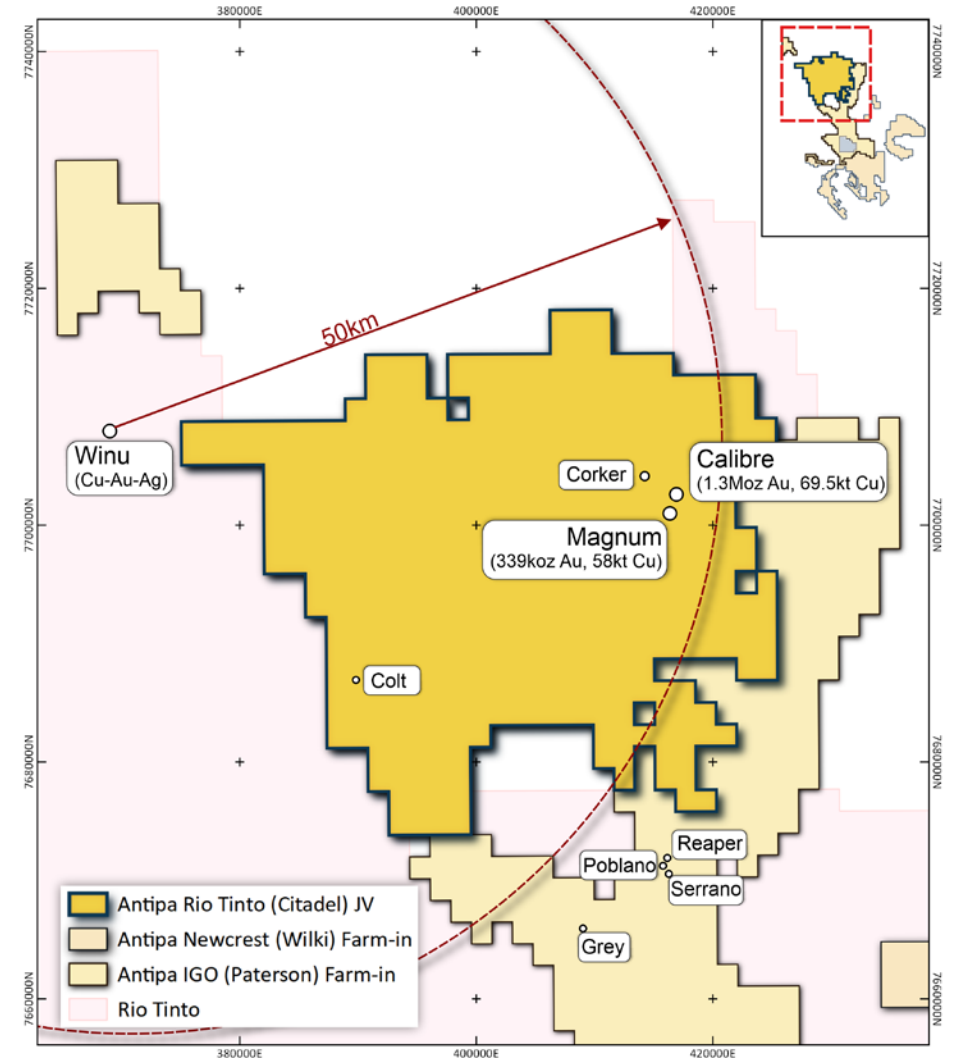 380000E
400000E
420000E
7740000N
7740000N
7720000N
7720000N
50km
Winu
(Cu-Au-Ag)
Corker
Calibre
(1.3Moz Au, 69.5kt Cu)
Magnum
(339koz Au, 58kt Cu)
7700000N
7700000N
Colt
7680000N
7680000N
Reaper
Poblano
Serrano
Grey
Antipa Rio Tinto (Citadel) JV
Antipa Newcrest (Wilki) Farm-in
Antipa IGO (Paterson) Farm-in
Rio Tinto
7660000N
7660000N
380000E
400000E
420000E